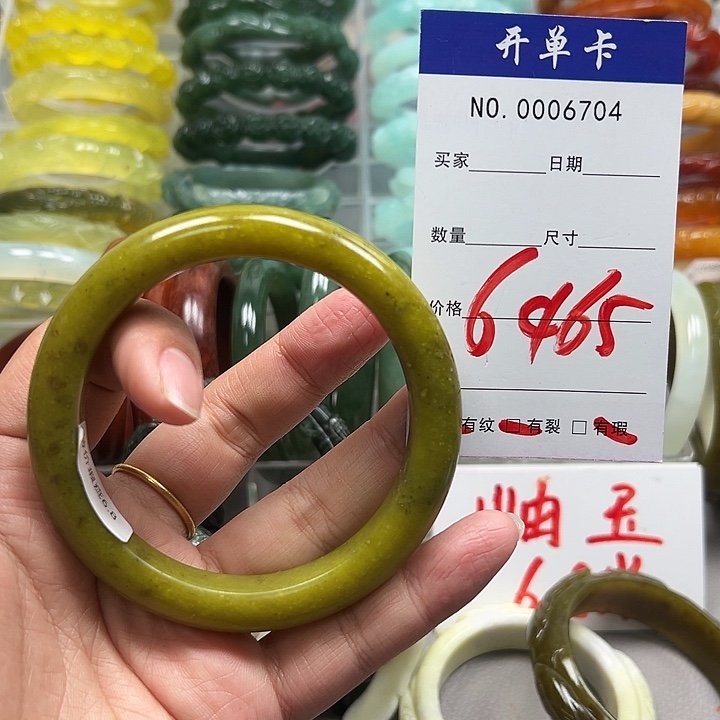 开单卡
NO. 0006704
买家 日期
数量 尺寸
价格 6465
有纹 □ 有裂 □ 有瑕
岫玉